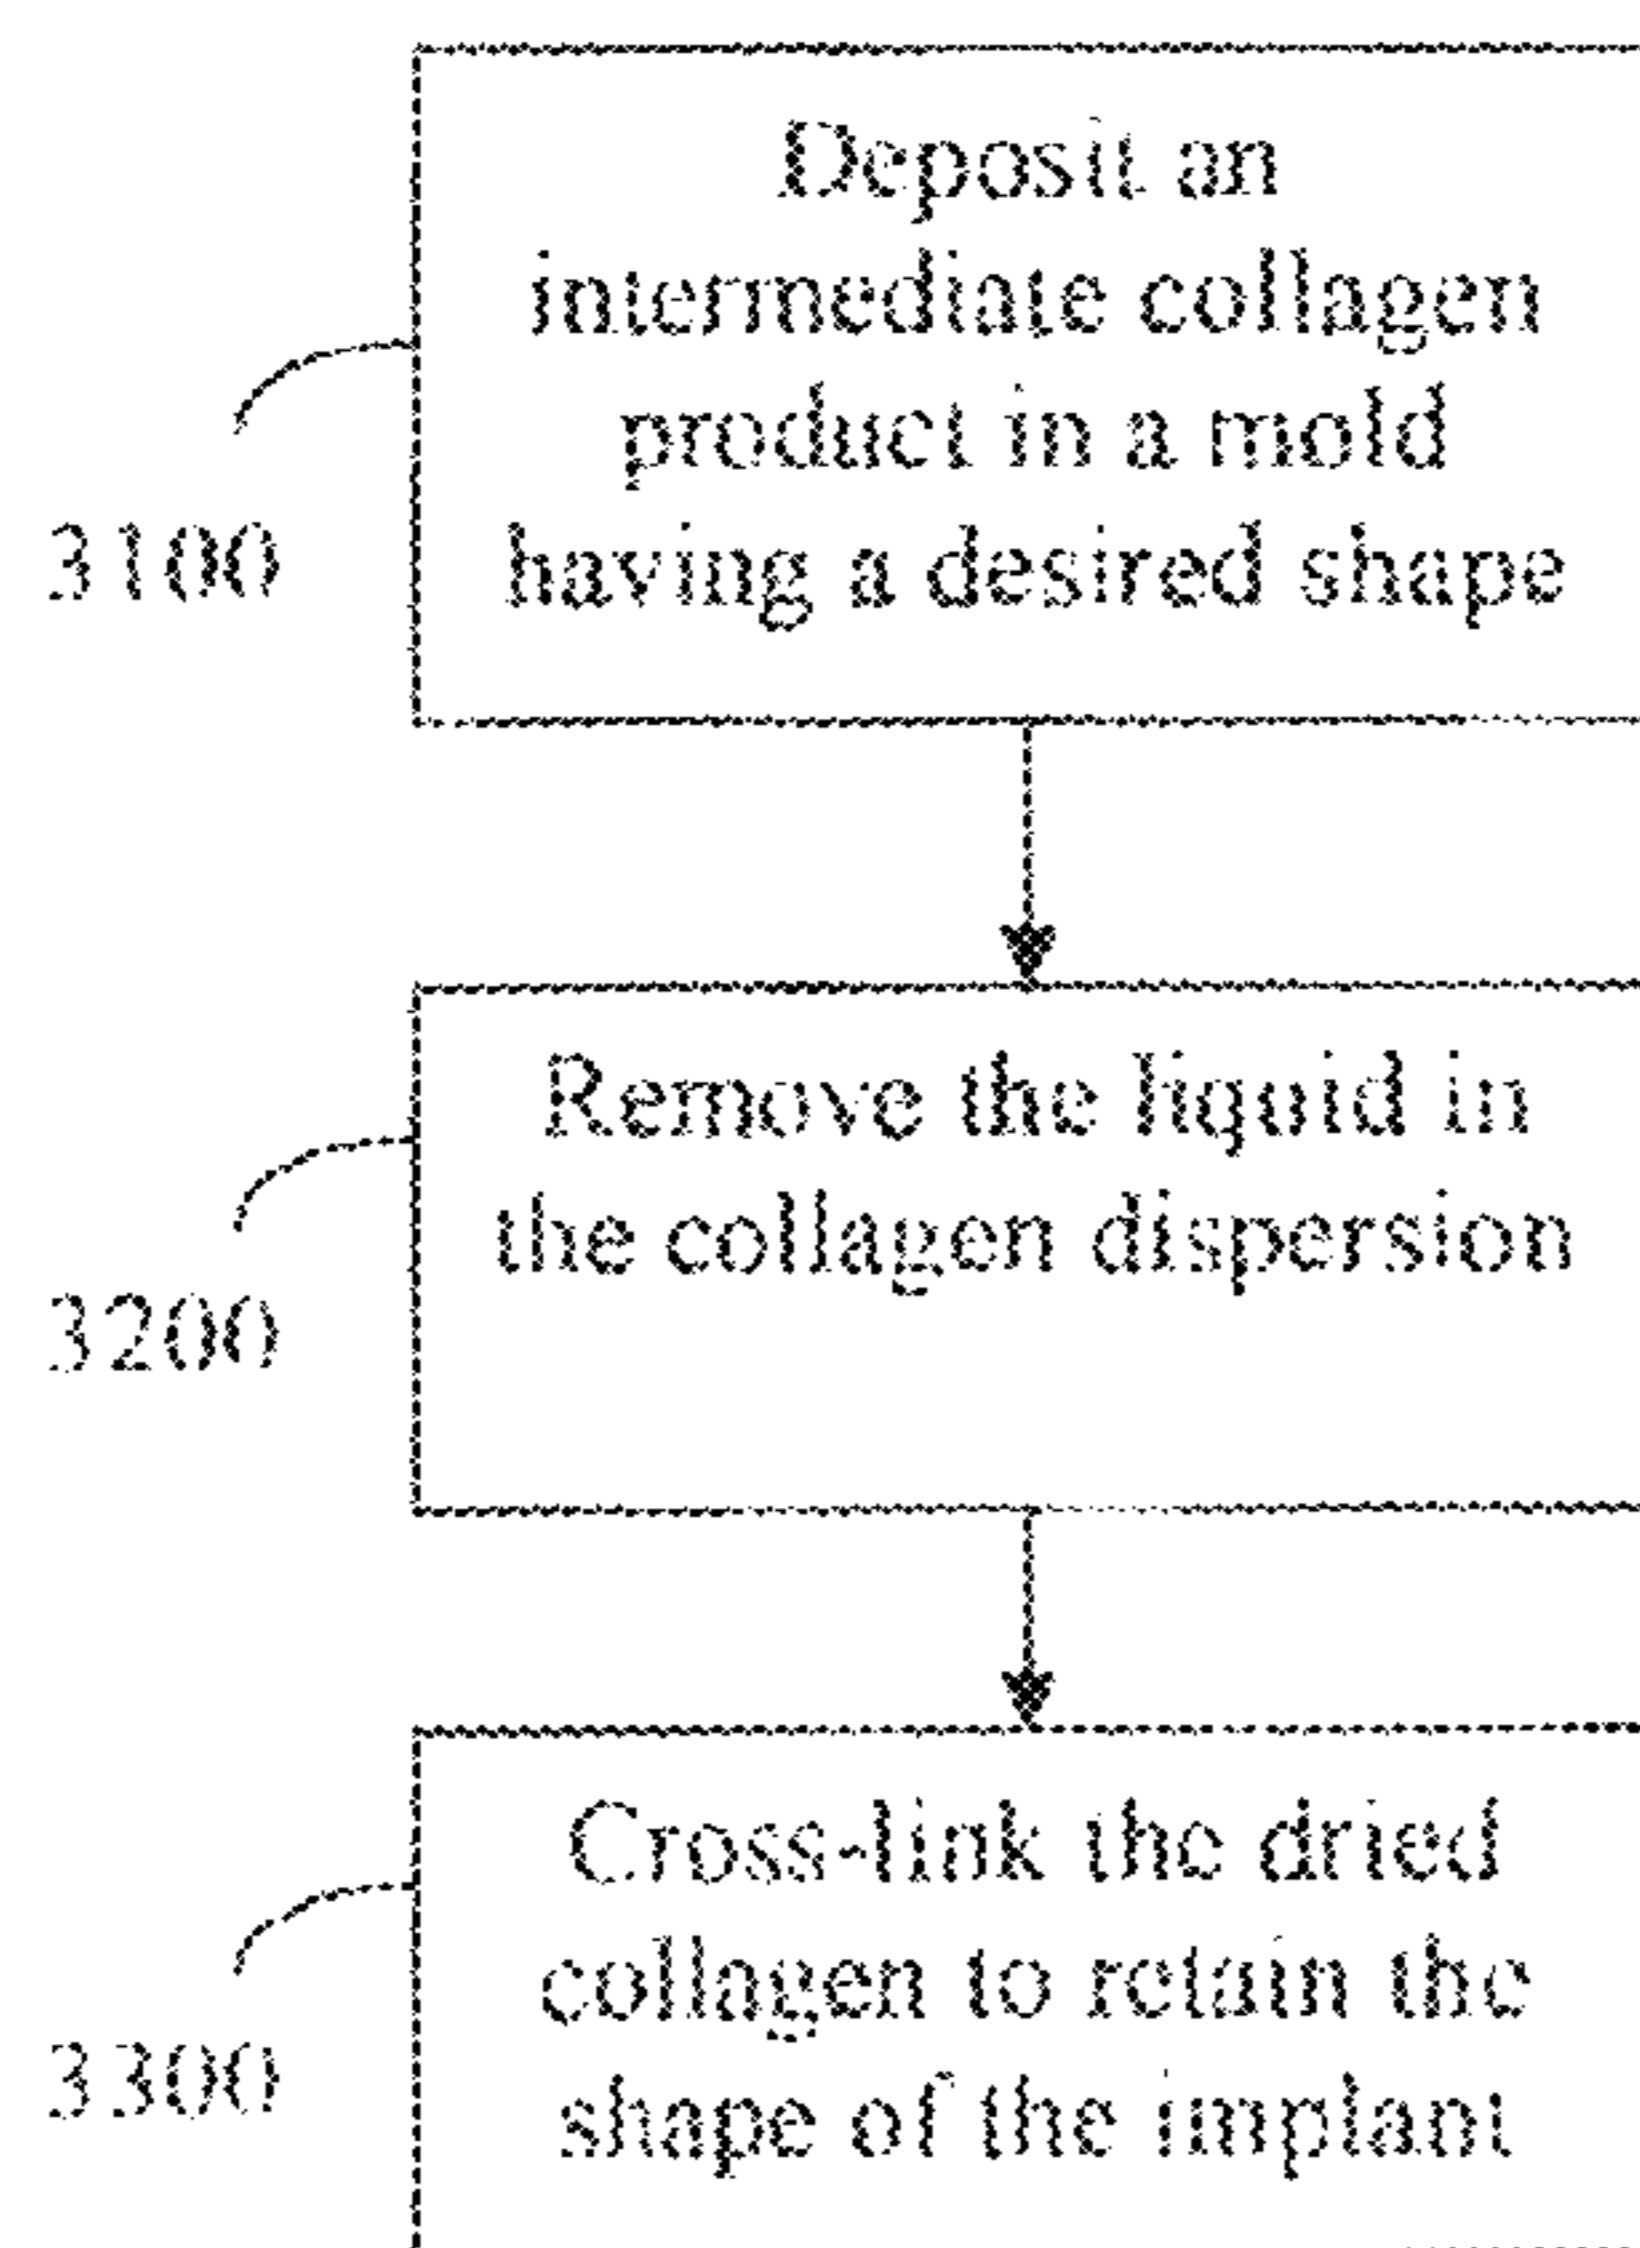 Deposit an
intermediate collagen
product in a mold
having a desired shape
3100
Remove the liquid in
the collagen dispersion
3200
Cross-link the dried
collagen to retain the
shape of the implant
3300